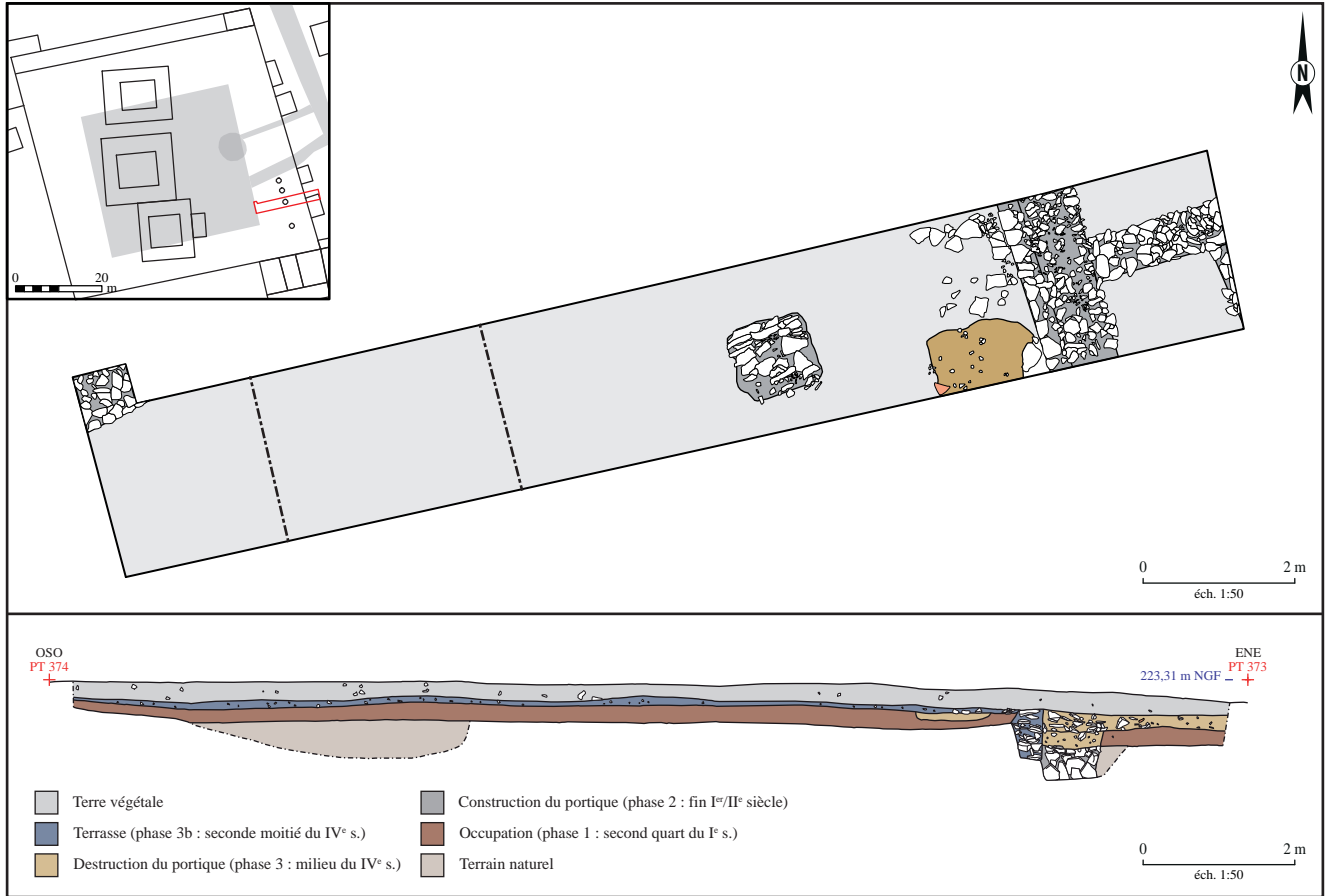 N
0 20
m
0 2 m
éch. 1:50
OSO
PT 374
ENE
PT 373
223,31 m NGF
Terre végétale
Terrasse (phase 3b : seconde moitié du IVe s.)
Destruction du portique (phase 3 : milieu du IVe s.)
Construction du portique (phase 2 : fin Ier/IIe siècle)
Occupation (phase 1 : second quart du Ie s.)
Terrain naturel
0 2 m
éch. 1:50